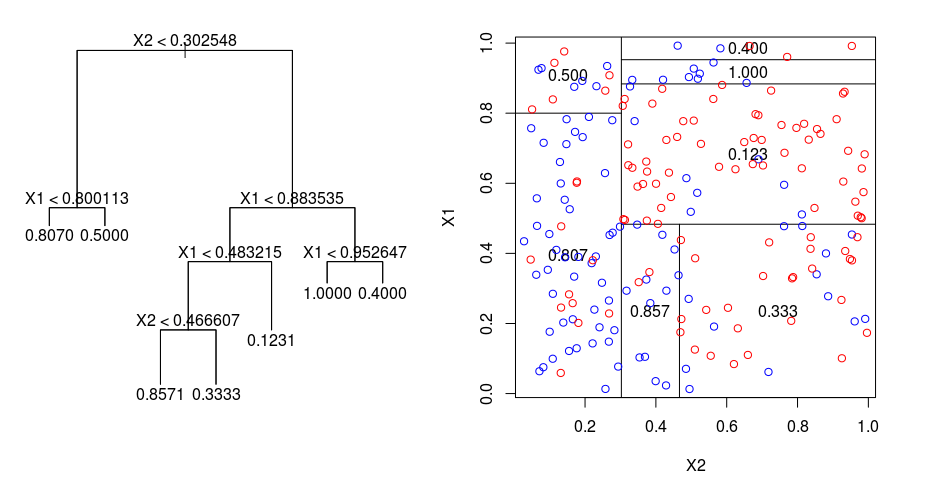 X2 < 0.302548
X1 < 0.800113
X1 < 0.883535
0.8070 0.5000
X1 < 0.483215
X1 < 0.952647
1.0000 0.4000
X2 < 0.466607
0.1231
0.8571 0.3333
X1
0.0 0.2 0.4 0.6 0.8 1.0
0.400
1.000
0.500
0.123
0.807
0.857
0.333
0.2 0.4 0.6 0.8 1.0
X2